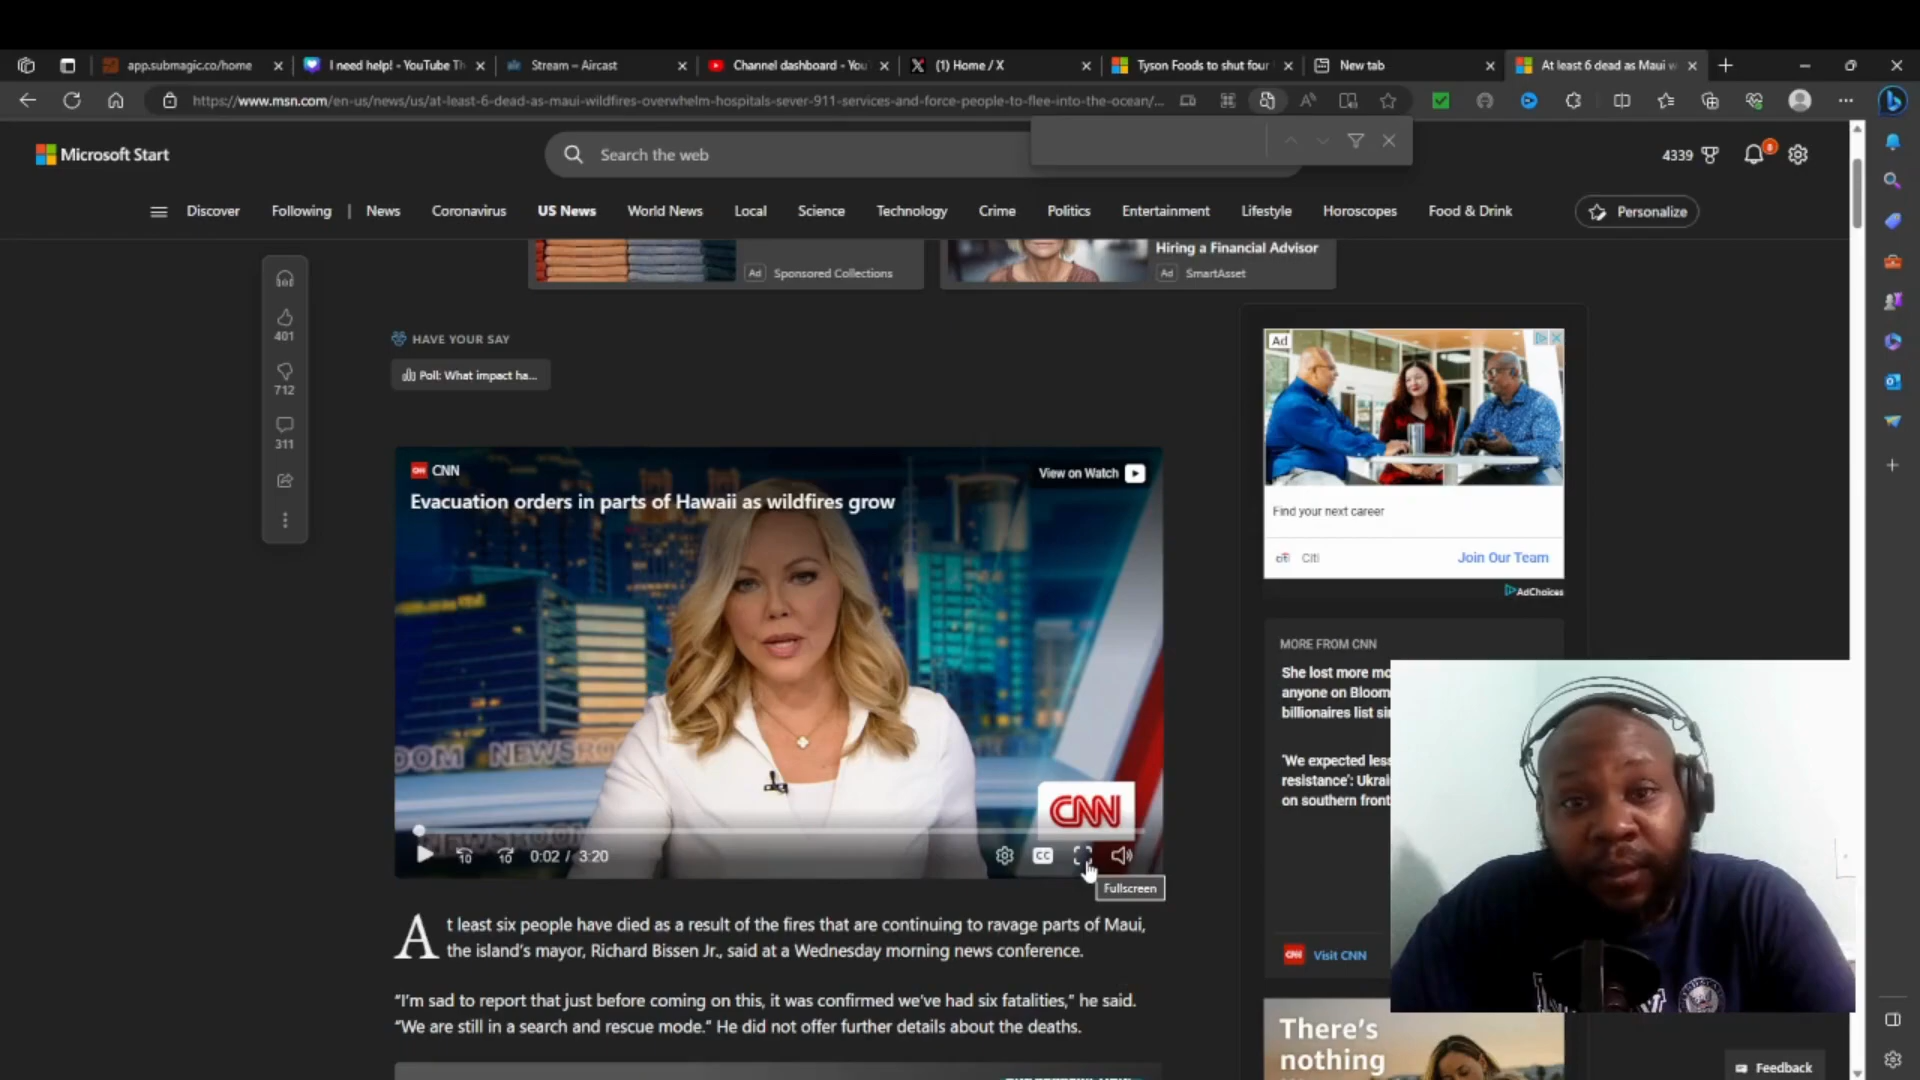 app.submagic.co/home
I need help! - YouTube Th
Stream – Aircast
Channel dashboard - You
(1) Home / X
Tyson Foods to shut four
New tab
At least 6 dead as Maui w
https://www.msn.com/en-us/news/us/at-least-6-dead-as-maui-wildfires-overwhelm-hospitals-sever-911-services-and-force-people-to-flee-into-the-ocean/...
Microsoft Start
Search the web
4339
8
Discover
Following
News
Coronavirus
US News
World News
Local
Science
Technology
Crime
Politics
Entertainment
Lifestyle
Horoscopes
Food & Drink
Personalize
Ad Sponsored Collections
Hiring a Financial Advisor
Ad SmartAsset
401
712
311
HAVE YOUR SAY
Poll: What impact ha...
CNN
View on Watch
Evacuation orders in parts of Hawaii as wildfires grow
NEWSRO
CNN
0:02 / 3:20
CC
Fullscreen
At least six people have died as a result of the fires that are continuing to ravage parts of Maui,
the island's mayor, Richard Bissen Jr., said at a Wednesday morning news conference.
"I'm sad to report that just before coming on this, it was confirmed we've had six fatalities," he said.
"We are still in a search and rescue mode." He did not offer further details about the deaths.
Ad
Find your next career
citi Citi
Join Our Team
AdChoices
MORE FROM CNN
She lost more mo
anyone on Bloom
billionaires list si
'We expected less
resistance': Ukrai
on southern front
CNN Visit CNN
There's
nothing
Feedback